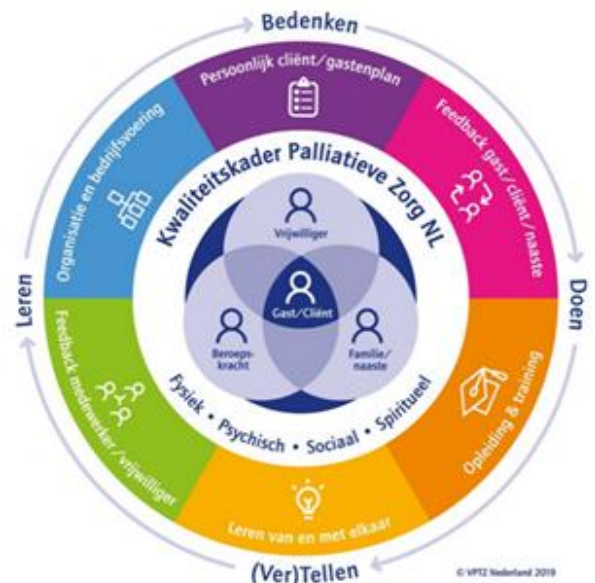 Bedenken
Persoonlijk cliënt/gastenplan
Organisatie en bedrijfsvoering
Feedback gast/cliënt/
naaste
Kwaliteitskader Palliatieve Zorg NL
Vrijwilliger
Gast/Cliënt
Beroeps-
kracht
Familie/
naaste
Leren
Doen
Fysiek • Psychisch • Sociaal • Spiritueel
Feedback medewerker/
vrijwilliger
Opleiding & training
Leren van en met elkaar
(Ver)Tellen
© VPTZ Nederland 2019